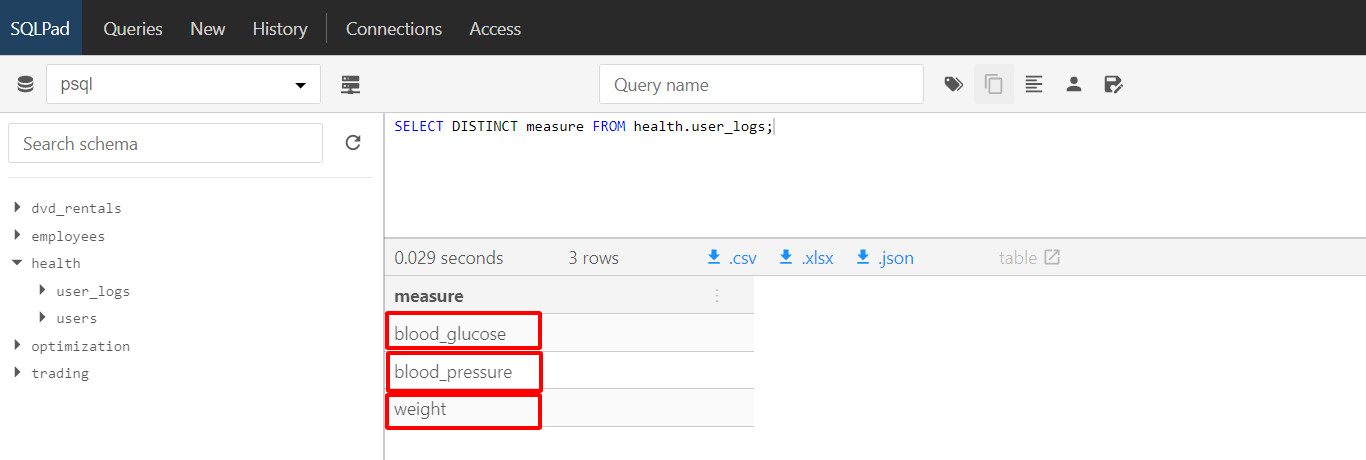 SQLPad Queries New History Connections Access
psql Query name
Search schema
dvd_rentals
employees
health
user_logs
users
optimization
trading
SELECT DISTINCT measure FROM health.user_logs;
0.029 seconds 3 rows .csv .xlsx .json table
measure
blood_glucose
blood_pressure
weight